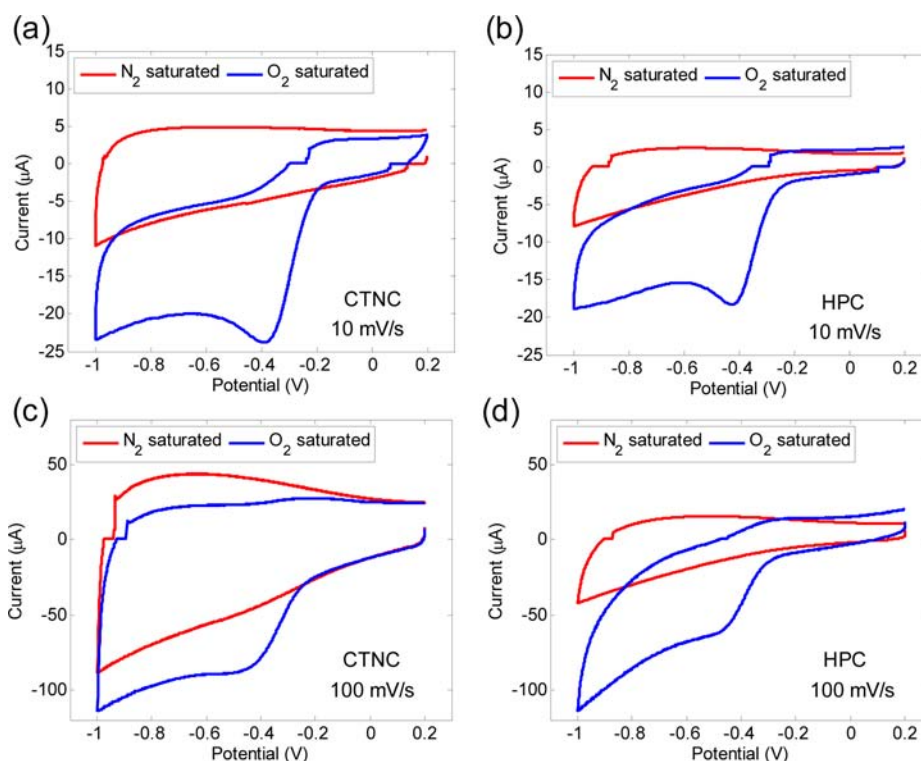 (a)
N2 saturated O2 saturated
15
10
5
0
-5
-10
-15
-20
-25
Current (μA)
CTNC
10 mV/s
-1 -0.8 -0.6 -0.4 -0.2 0 0.2
Potential (V)
(b)
N2 saturated O2 saturated
15
10
5
0
-5
-10
-15
-20
-25
Current (μA)
HPC
10 mV/s
-1 -0.8 -0.6 -0.4 -0.2 0 0.2
Potential (V)
(c)
N2 saturated O2 saturated
50
0
-50
-100
Current (μA)
CTNC
100 mV/s
-1 -0.8 -0.6 -0.4 -0.2 0 0.2
Potential (V)
(d)
N2 saturated O2 saturated
50
0
-50
-100
Current (μA)
HPC
100 mV/s
-1 -0.8 -0.6 -0.4 -0.2 0 0.2
Potential (V)